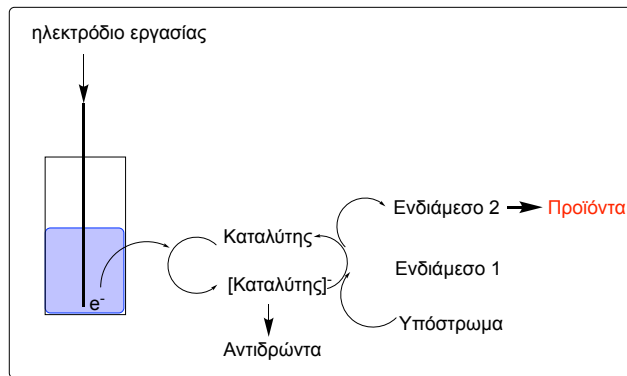 ηλεκτρόδιο εργασίας
Ενδιάμεσο 2
Προϊόντα
Καταλύτης
Ενδιάμεσο 1
[Καταλύτης]⁻
e⁻
Υπόστρωμα
Αντιδρώντα